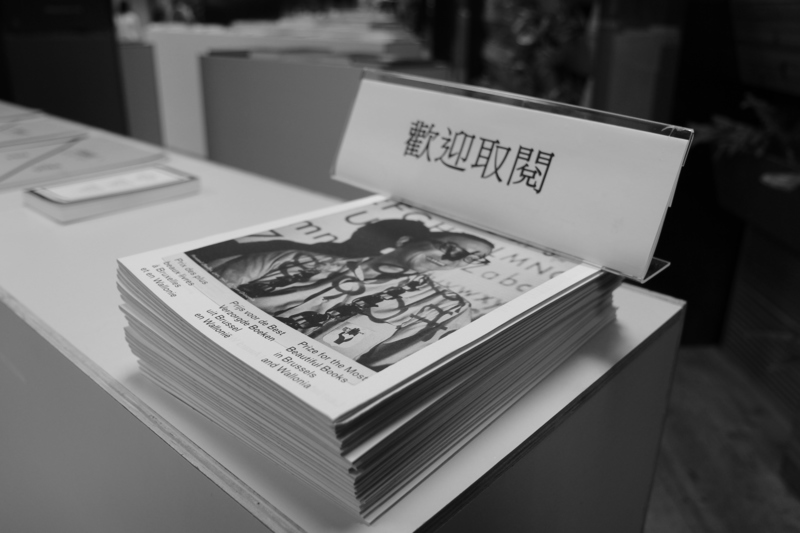 歡迎取閱
Prix des plus
beaux livres
à Bruxelles
et en Wallonie
Prijs voor de Best
Verzorgde Boeken
uit Brussel
en Wallonië
Prize for the Most
Beautiful Books
in Brussels
and Wallonia